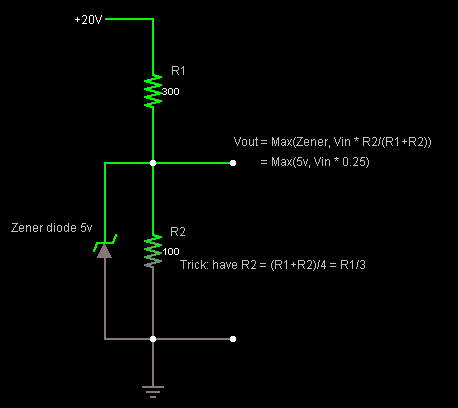 +20V
R1
300
Vout = Max(Zener, Vin * R2/(R1+R2))
= Max(5v, Vin * 0.25)
Zener diode 5v
R2
100
Trick: have R2 = (R1+R2)/4 = R1/3